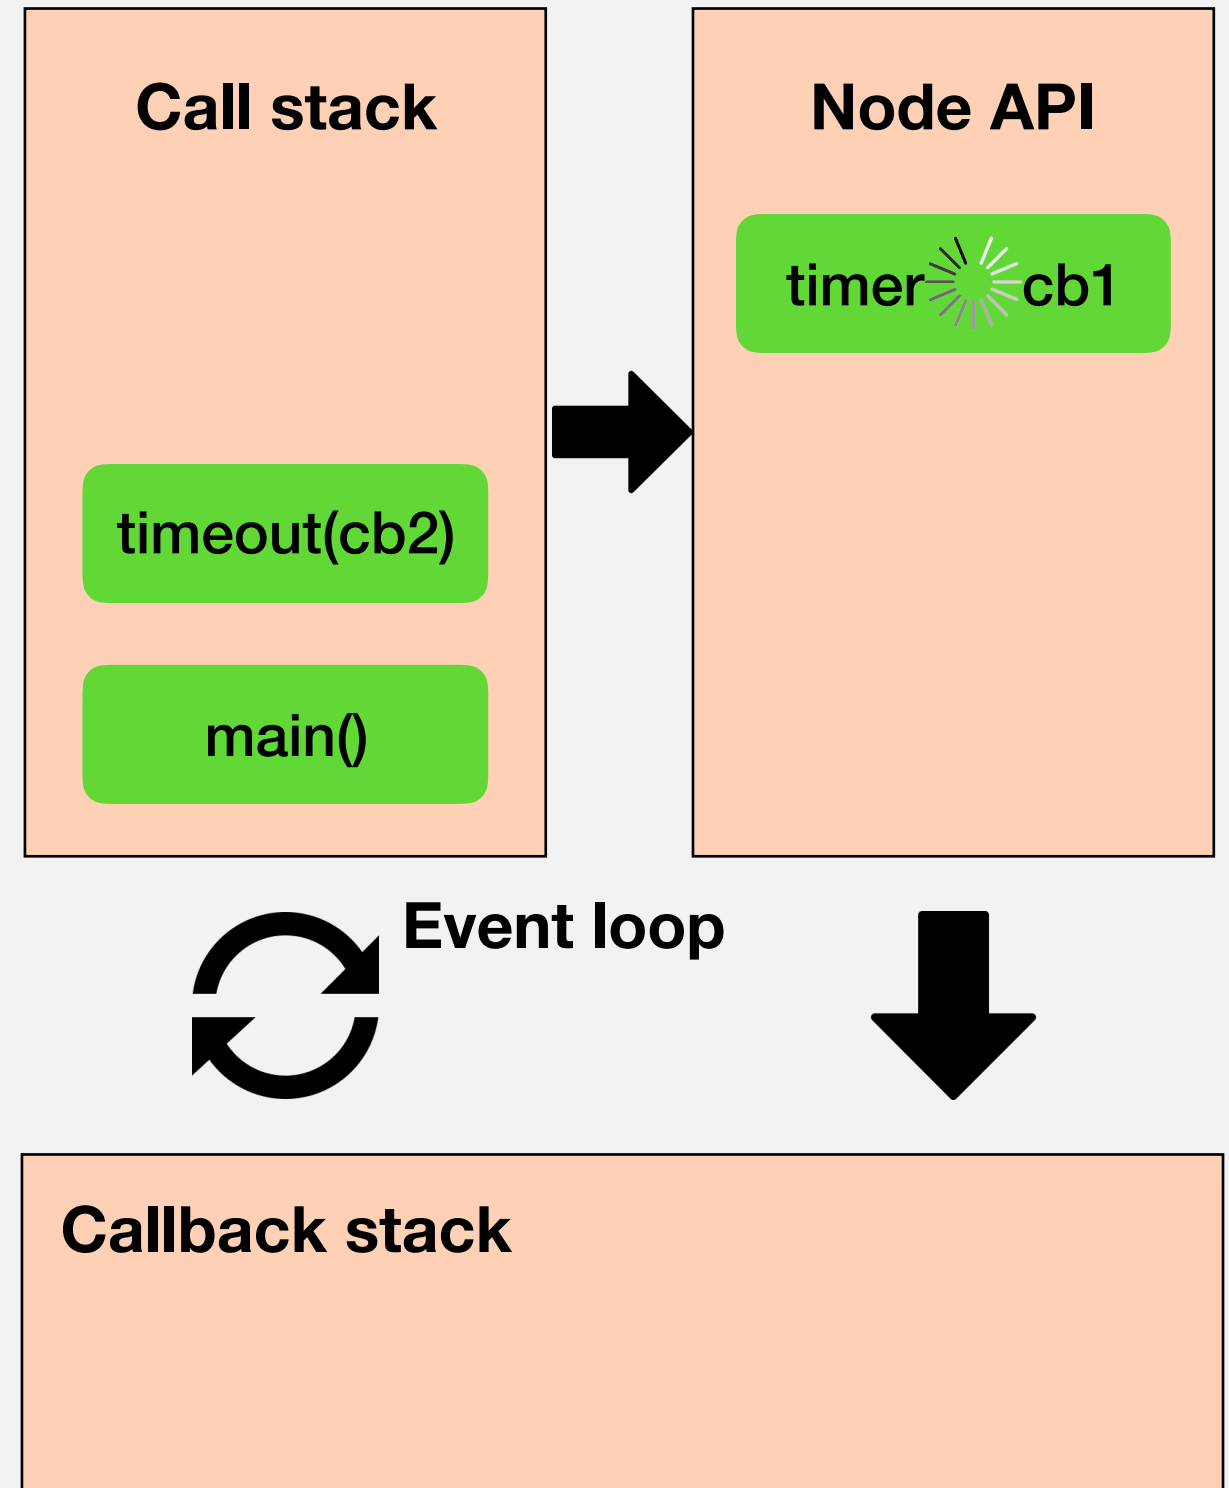 Call stack
Node API
timer cb1
timeout(cb2)
main()
Event loop
Callback stack